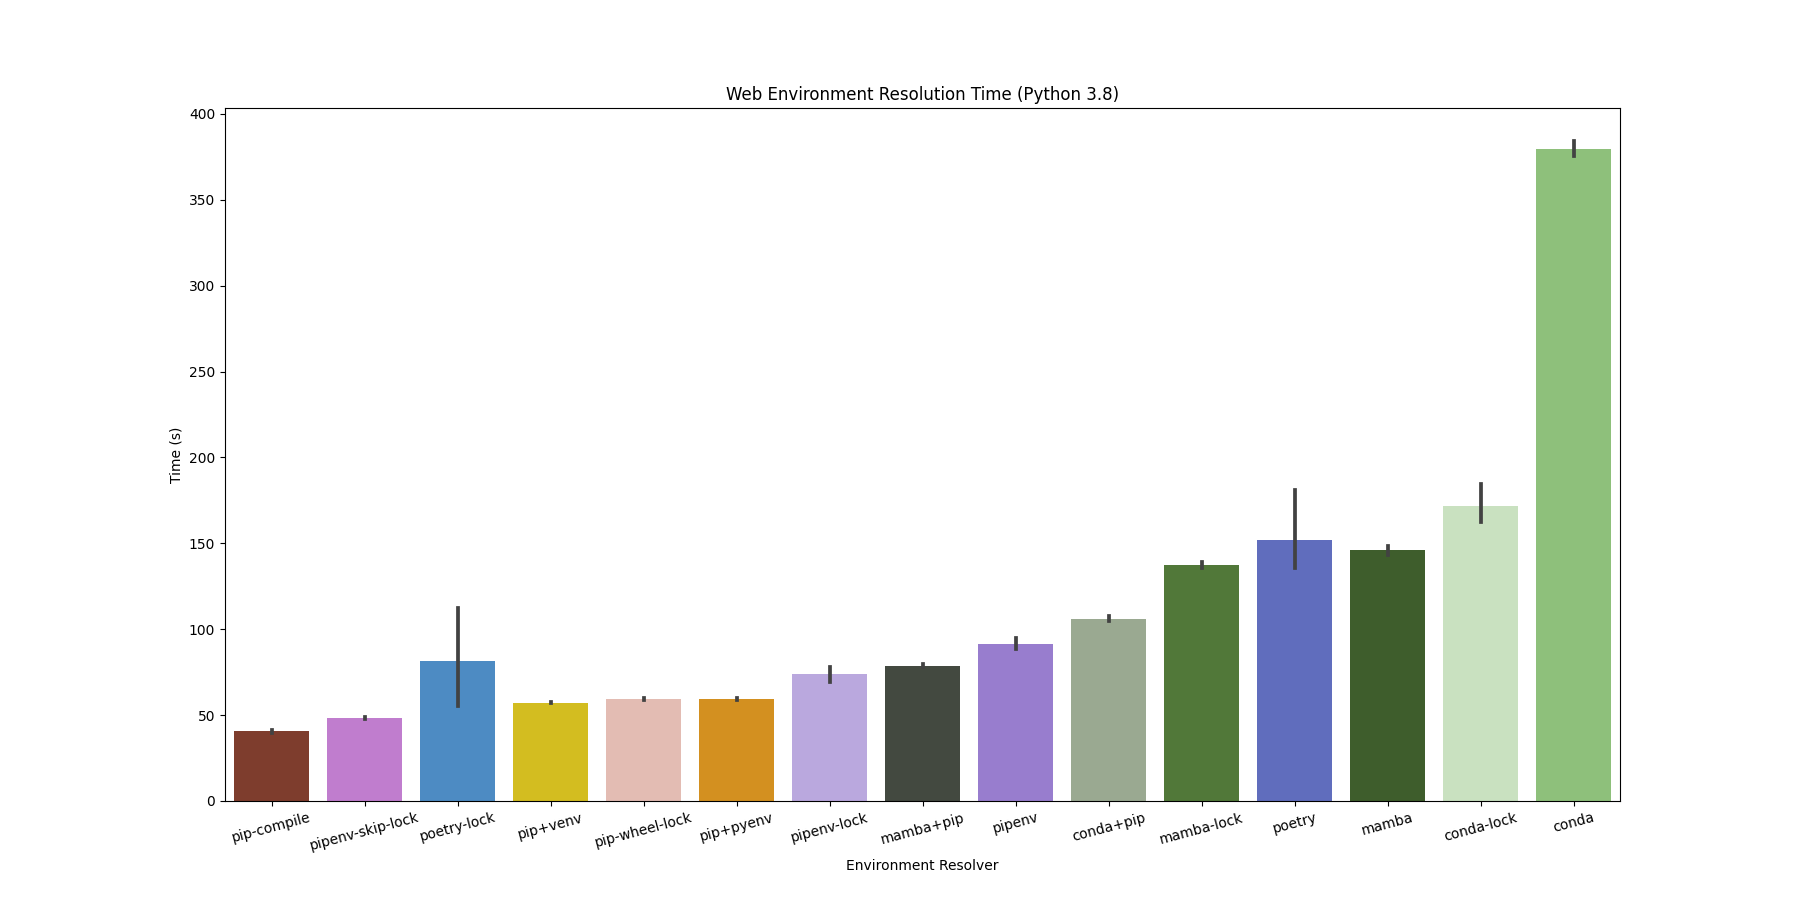 Web Environment Resolution Time (Python 3.8)
400
350
300
250
200
150
100
50
0
Time (s)
pip-compile
pipenv-skip-lock
poetry-lock
pip+venv
pip-wheel-lock
pip+pyenv
pipenv-lock
mamba+pip
pipenv
conda+pip
mamba-lock
poetry
mamba
conda-lock
conda
Environment Resolver